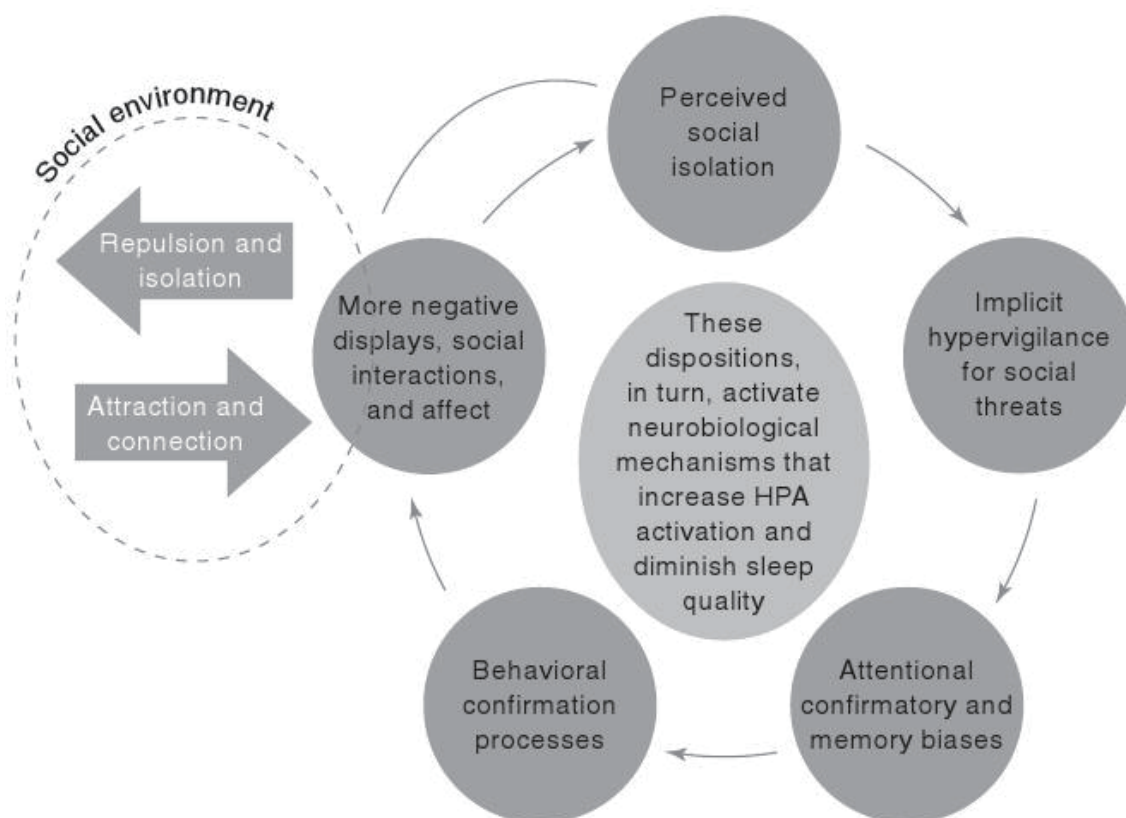 Social environment
Repulsion and
isolation
Attraction and
connection
More negative
displays, social
interactions,
and affect
Perceived
social
isolation
Implicit
hypervigilance
for social
threats
Attentional
confirmatory and
memory biases
Behavioral
confirmation
processes
These
dispositions,
in turn, activate
neurobiological
mechanisms that
increase HPA
activation and
diminish sleep
quality